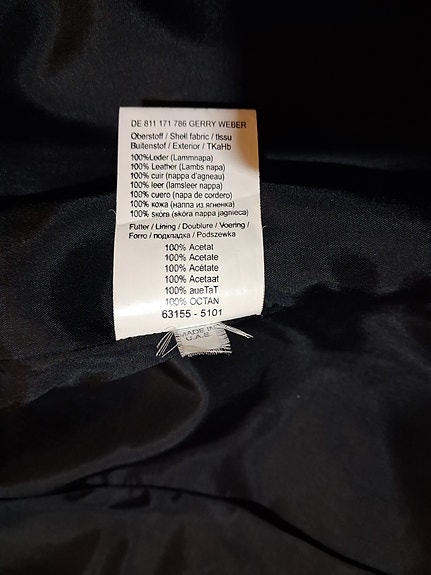 DE 811 171 786 GERRY WEBER
Oberstoff / Shell fabric / tissu
Buitenstof / Exterior / TKaHb
100%Leder (Lammnapa)
100% Leather (Lambs napa)
100% cuir (nappa d'agneau)
100% leer (lamsleer nappa)
100% cuero (napa de cordero)
100% кожа (наппа из ягненка)
100% skóra (skóra nappa jagnieca)
Futter / Lining / Doublure / Voering /
Forro / подкладка / Podszewka
100% Acetat
100% Acetate
100% Acétate
100% Acetaat
100% aueTaT
100% OCTAN
63155 - 5101
MADE IN
U.A.E